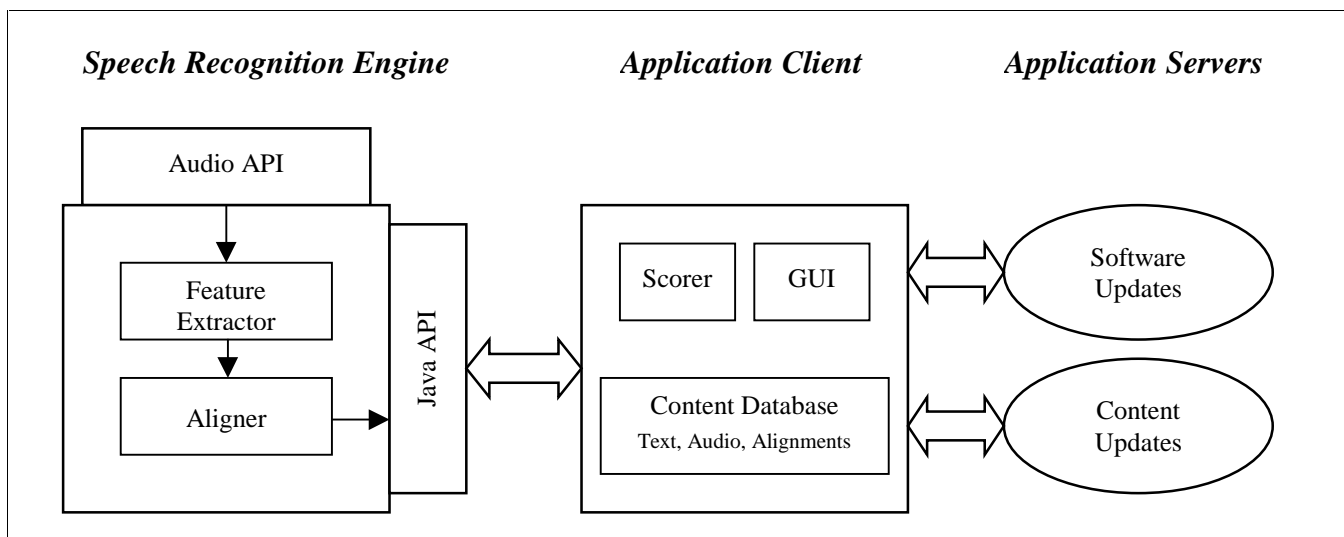 Speech Recognition Engine
Application Client
Application Servers
Audio API
Feature
Extractor
Aligner
Java API
Scorer
GUI
Content Database
Text, Audio, Alignments
Software
Updates
Content
Updates